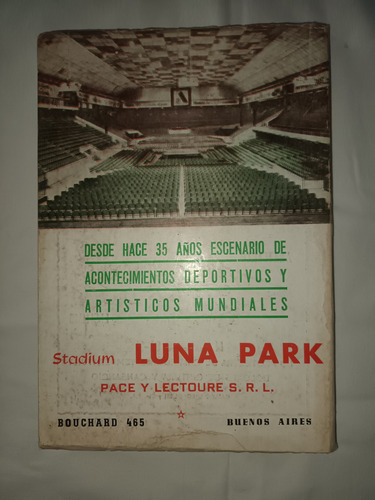 DESDE HACE 35 AÑOS ESCENARIO DE
ACONTECIMIENTOS DEPORTIVOS Y
ARTISTICOS MUNDIALES
Stadium LUNA PARK
PACE Y LECTOURE S. R. L.
BOUCHARD 465 BUENOS AIRES